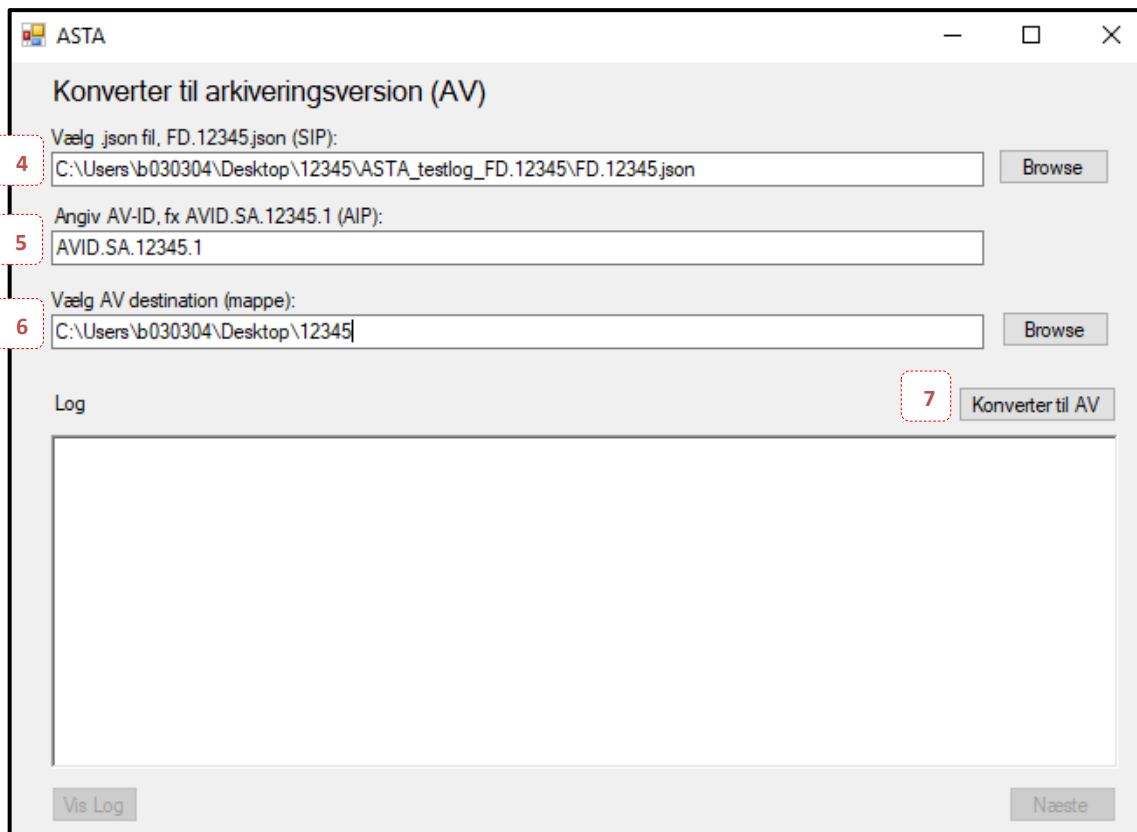 ASTA
Konverter til arkiveringsversion (AV)
Vælg .json fil, FD.12345.json (SIP):
4
C:\Users\b030304\Desktop\12345\ASTA_testlog_FD.12345\FD.12345.json
Browse
Angiv AV-ID, fx AVID.SA.12345.1 (AIP):
5
AVID.SA.12345.1
Vælg AV destination (mappe):
6
C:\Users\b030304\Desktop\12345
Browse
Log
7
Konverter til AV
Vis Log
Næste